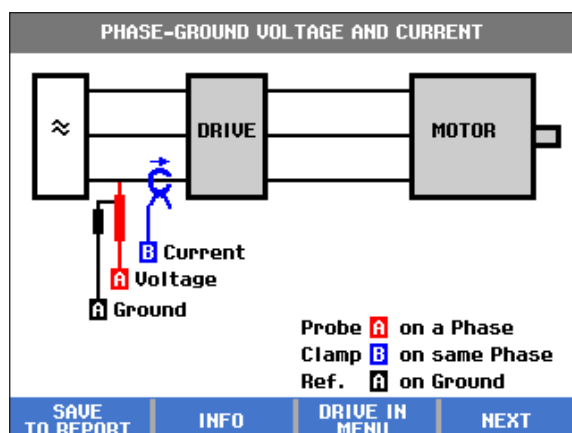 PHASE-GROUND VOLTAGE AND CURRENT
≈
DRIVE
MOTOR
B Current
A Voltage
A Ground
Probe A on a Phase
Clamp B on same Phase
Ref. A on Ground
SAVE
TO REPORT
INFO
DRIVE IN
MENU
NEXT